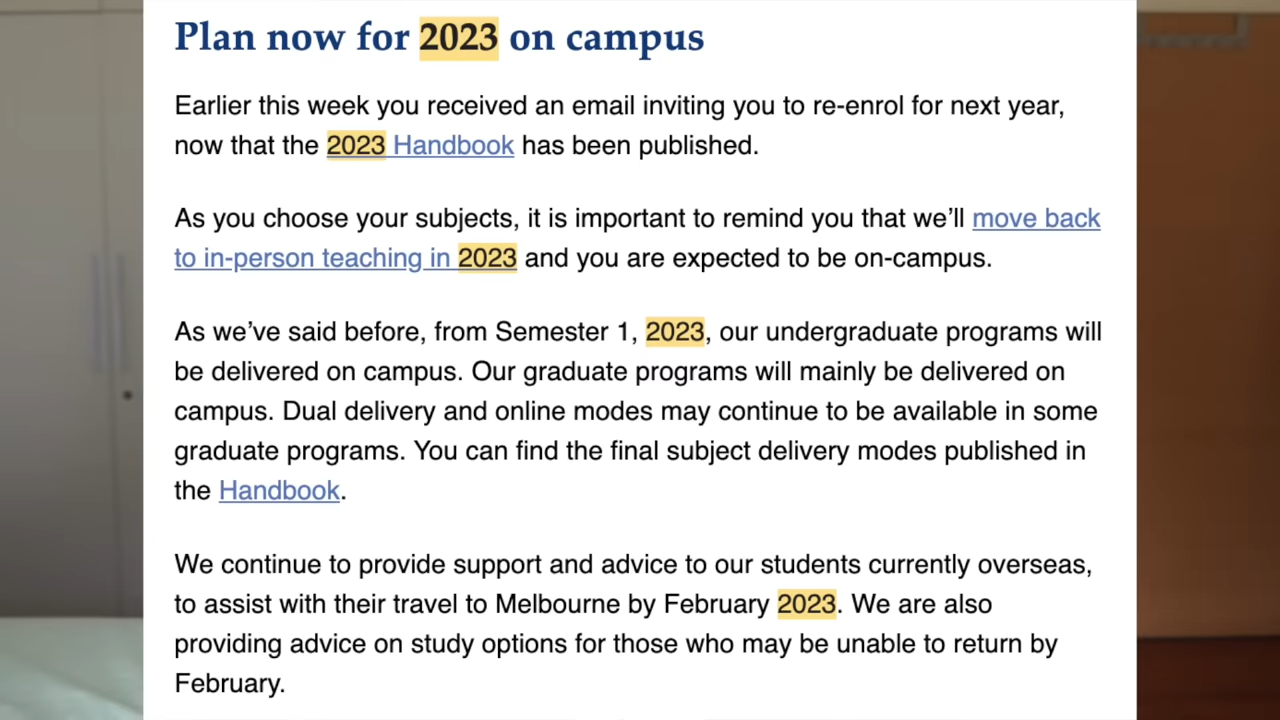 Plan now for 2023 on campus
Earlier this week you received an email inviting you to re-enrol for next year,
now that the 2023 Handbook has been published.
As you choose your subjects, it is important to remind you that we’ll move back
to in-person teaching in 2023 and you are expected to be on-campus.
As we’ve said before, from Semester 1, 2023, our undergraduate programs will
be delivered on campus. Our graduate programs will mainly be delivered on
campus. Dual delivery and online modes may continue to be available in some
graduate programs. You can find the final subject delivery modes published in
the Handbook.
We continue to provide support and advice to our students currently overseas,
to assist with their travel to Melbourne by February 2023. We are also
providing advice on study options for those who may be unable to return by
February.